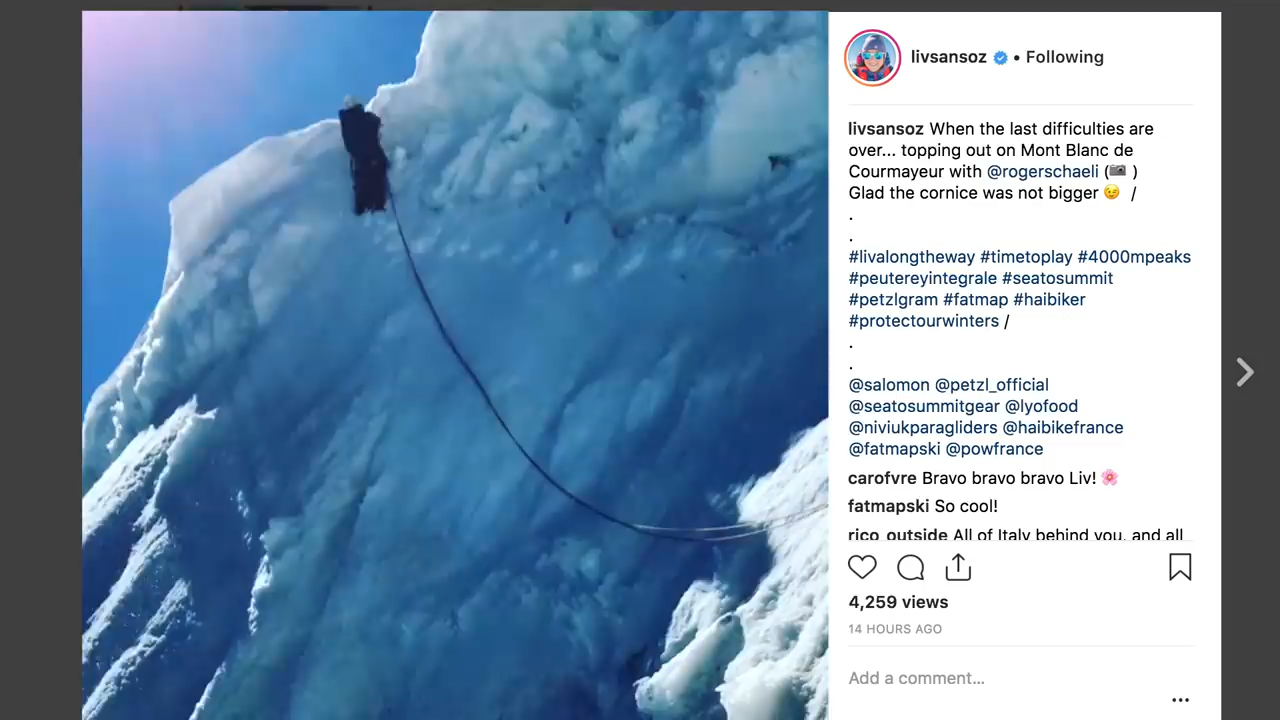 livsansoz • Following
livsansoz When the last difficulties are
over... topping out on Mont Blanc de
Courmayeur with @rogerschaeli (📷 )
Glad the cornice was not bigger 😉 /
.
.
#livalongtheway #timetoplay #4000mpeaks
#peutereyintegrale #seatosummit
#petzlgram #fatmap #haibiker
#protectourwinters /
.
.
@salomon @petzl_official
@seatosummitgear @lyofood
@niviukparagliders @haibikefrance
@fatmapski @powfrance
carofvre Bravo bravo bravo Liv! 🌸
fatmapski So cool!
rico_outside All of Italy behind you, and all
4,259 views
14 HOURS AGO
Add a comment...